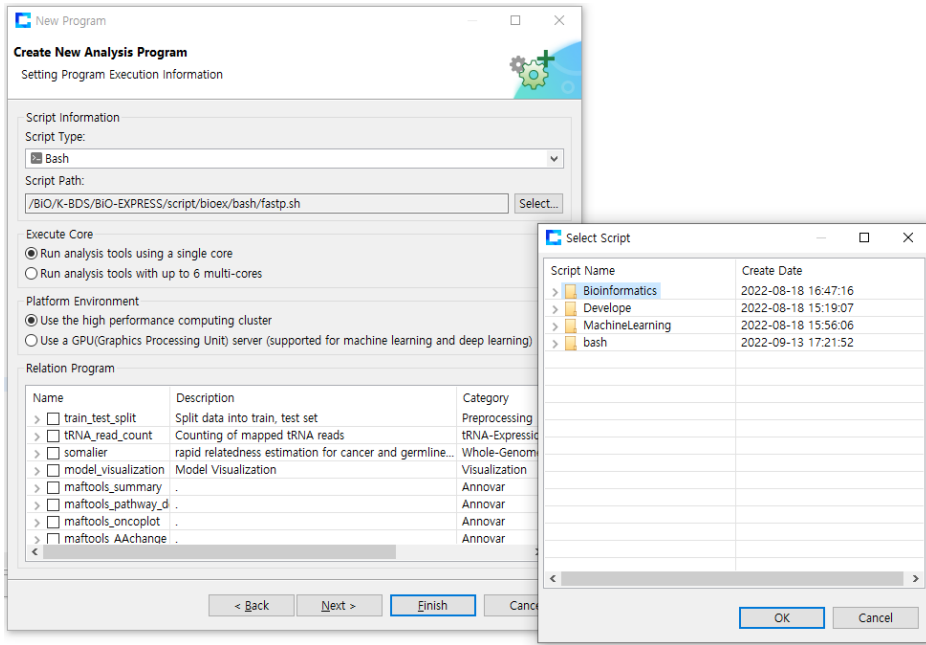 New Program
Create New Analysis Program
Setting Program Execution Information
Script Information
Script Type:
Bash
Script Path:
/BiO/K-BDS/BiO-EXPRESS/script/bioex/bash/fastp.sh
Select...
Execute Core
Run analysis tools using a single core
Run analysis tools with up to 6 multi-cores
Platform Environment
Use the high performance computing cluster
Use a GPU(Graphics Processing Unit) server (supported for machine learning and deep learning)
Relation Program
Name Description Category
train_test_split Split data into train, test set Preprocessing
tRNA_read_count Counting of mapped tRNA reads tRNA-Expressio
somalier rapid relatedness estimation for cancer and germline... Whole-Genom
model_visualization Model Visualization Visualization
maftools_summary . Annovar
maftools_pathway_d . Annovar
maftools_oncoplot . Annovar
maftools_AAchange . Annovar
< Back
Next >
Finish
Cance
Select Script
Script Name Create Date
Bioinformatics 2022-08-18 16:47:16
Develope 2022-08-18 15:19:07
MachineLearning 2022-08-18 15:56:06
bash 2022-09-13 17:21:52
OK
Cancel